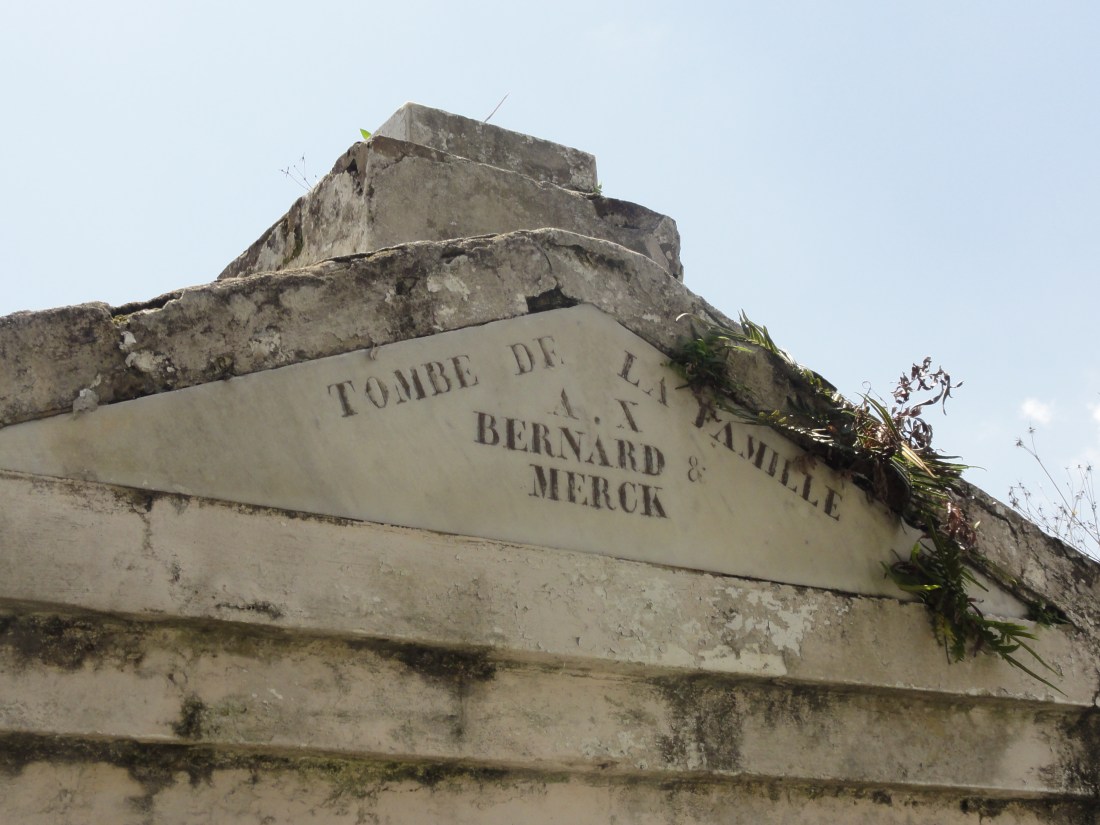 TOMBE DE LA FAMILLE
A. X
BERNARD &
MERCK